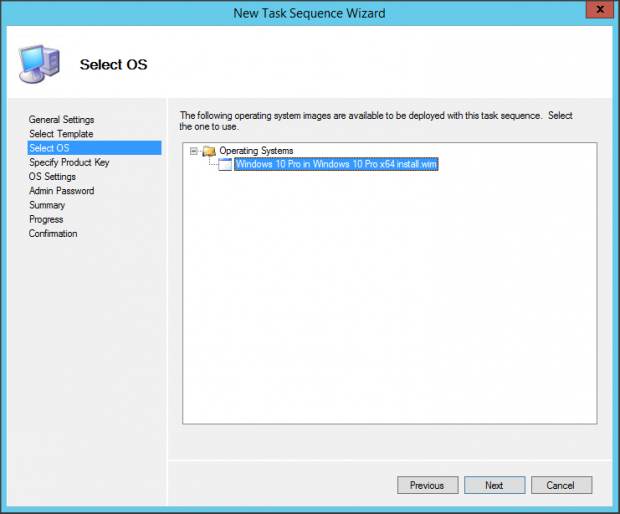 New Task Sequence Wizard
x
Select OS
General Settings
Select Template
Select OS
Specify Product Key
OS Settings
Admin Password
Summary
Progress
Confirmation
The following operating system images are available to be deployed with this task sequence.  Select
the one to use.
Operating Systems
Windows 10 Pro in Windows 10 Pro x64 install.wim
Previous
Next
Cancel